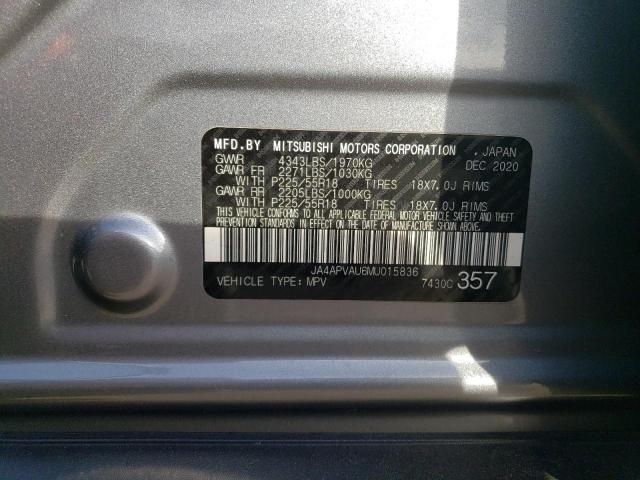 MFD.BY MITSUBISHI MOTORS CORPORATION , JAPAN
GVWR 4343LBS/1970KG DEC 2020
GAWR FR 2271LBS/1030KG
WITH P225/55R18 TIRES 18X7.0J RIMS
GAWR RR 2205LBS/1000KG
WITH P225/55R18 TIRES 18X7.0J RIMS
THIS VEHICLE CONFORMS TO ALL APPLICABLE FEDERAL MOTOR VEHICLE SAFETY AND THEFT
PREVENTION STANDARDS IN EFFECT ON THE DATE OF MANUFACTURE SHOWN ABOVE.
JA4APVAU6MU015836
VEHICLE TYPE: MPV 7430C 357